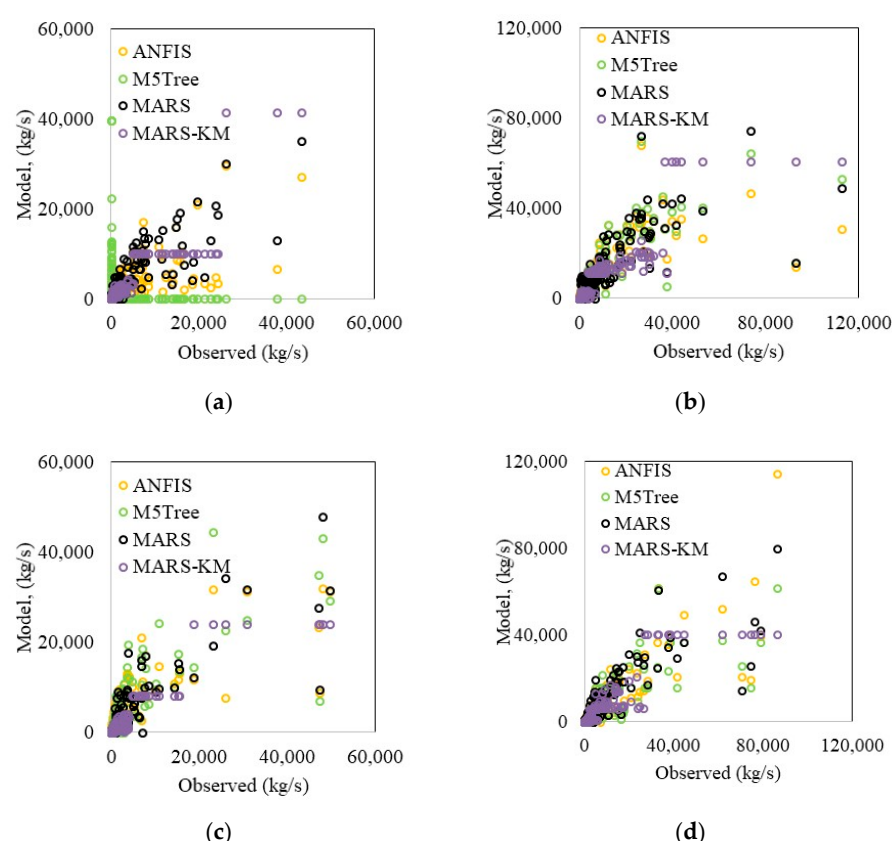 60,000
40,000
20,000
0
Model, (kg/s)
ANFIS
M5Tree
MARS
MARS-KM
0
20,000
40,000
60,000
Observed (kg/s)
(a)
120,000
80,000
40,000
0
Model, (kg/s)
ANFIS
M5Tree
MARS
MARS-KM
0
40,000
80,000
120,000
Observed (kg/s)
(b)
60,000
40,000
20,000
0
Model, (kg/s)
ANFIS
M5Tree
MARS
MARS-KM
0
20,000
40,000
60,000
Observed (kg/s)
(c)
120,000
80,000
40,000
0
Model, (kg/s)
ANFIS
M5Tree
MARS
MARS-KM
0
40,000
80,000
120,000
Observed (kg/s)
(d)